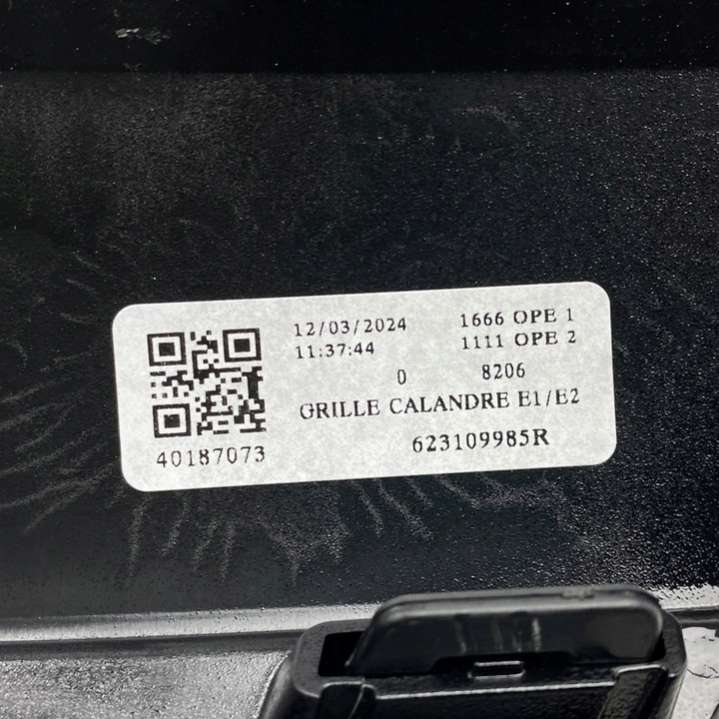 12/03/2024 1666 OPE 1
11:37:44 1111 OPE 2
0 8206
GRILLE CALANDRE E1/E2
40187073 623109985R